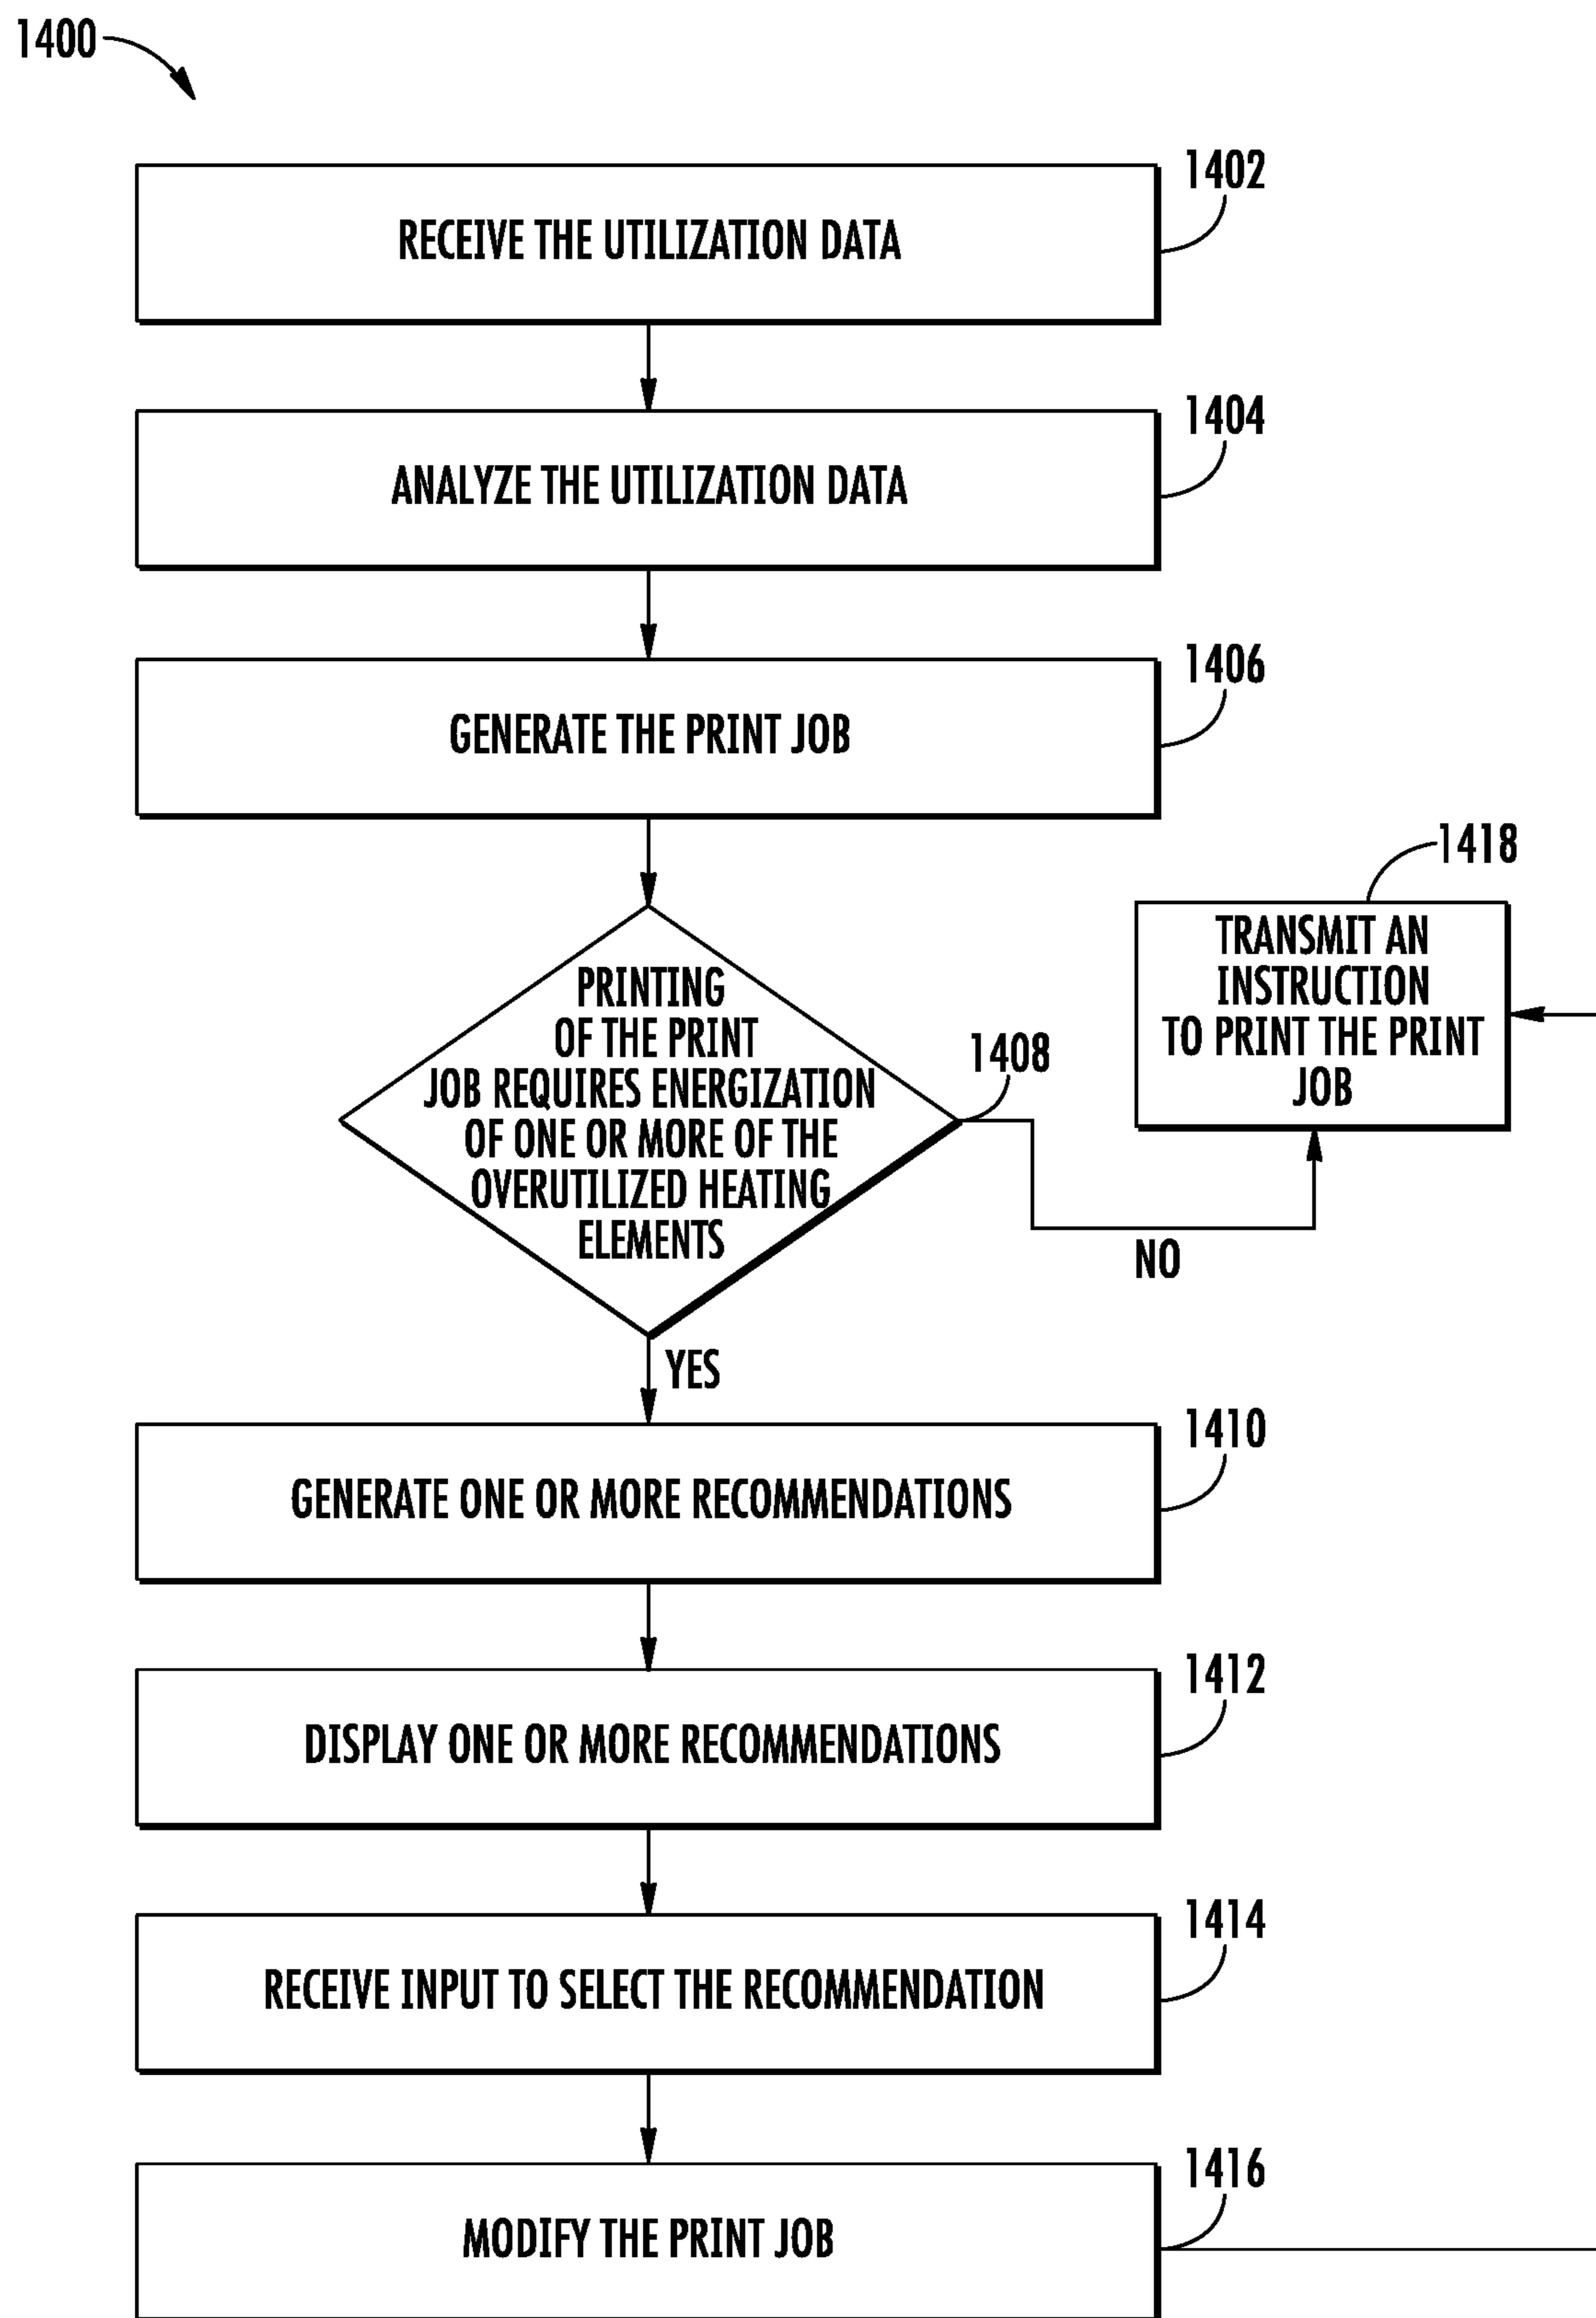 1400
1402
RECEIVE THE UTILIZATION DATA
1404
ANALYZE THE UTILIZATION DATA
1406
GENERATE THE PRINT JOB
1418
TRANSMIT AN
INSTRUCTION
TO PRINT THE PRINT
JOB
PRINTING
OF THE PRINT
JOB REQUIRES ENERGIZATION
OF ONE OR MORE OF THE
OVERUTILIZED HEATING
ELEMENTS
1408
NO
YES
1410
GENERATE ONE OR MORE RECOMMENDATIONS
1412
DISPLAY ONE OR MORE RECOMMENDATIONS
1414
RECEIVE INPUT TO SELECT THE RECOMMENDATION
1416
MODIFY THE PRINT JOB